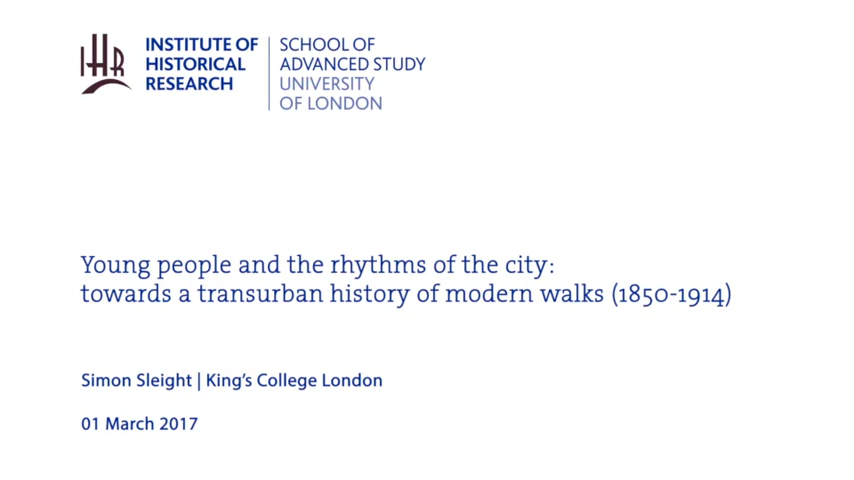 IHR
INSTITUTE OF
HISTORICAL
RESEARCH
SCHOOL OF
ADVANCED STUDY
UNIVERSITY
OF LONDON
Young people and the rhythms of the city:
towards a transurban history of modern walks (1850-1914)
Simon Sleight | King's College London
01 March 2017